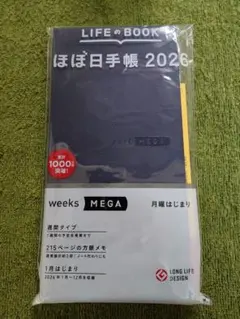 LIFEのBOOK
ほぼ日手帳 2026
累計
1000万部
突破!
weeks MEGA
月曜はじまり
週間タイプ
215ページの方眼メモ
1月はじまり
LONG LIFE
DESIGN